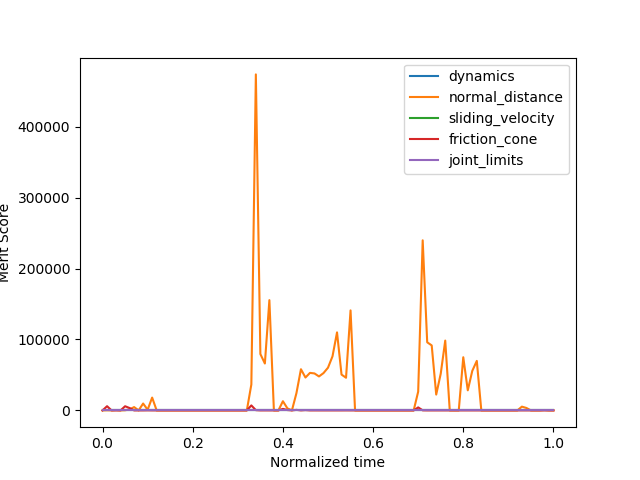 dynamics
normal_distance
sliding_velocity
friction_cone
joint_limits
400000
300000
200000
100000
0
Merit Score
0.0 0.2 0.4 0.6 0.8 1.0
Normalized time